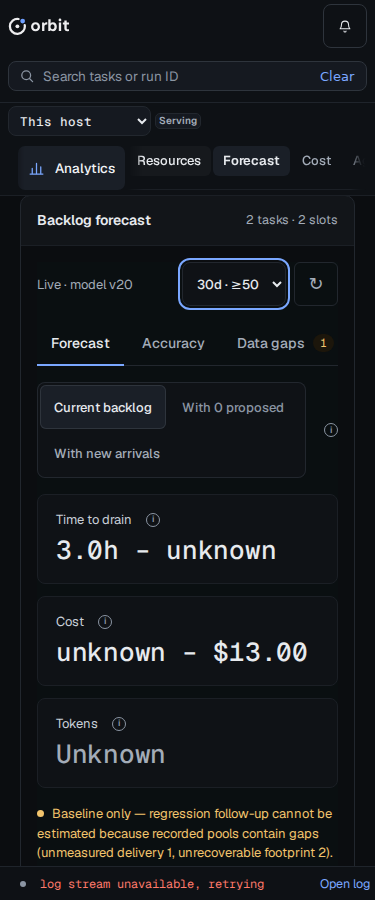 orbit
Search tasks or run ID Clear
This host Serving
Analytics Resources Forecast Cost A
Backlog forecast 2 tasks · 2 slots
Live · model v20 30d · ≥50 ↻
Forecast Accuracy Data gaps 1
Current backlog With 0 proposed
With new arrivals
Time to drain
3.0h – unknown
Cost
unknown – $13.00
Tokens
Unknown
Baseline only — regression follow-up cannot be
estimated because recorded pools contain gaps
(unmeasured delivery 1, unrecoverable footprint 2).
log stream unavailable, retrying Open log